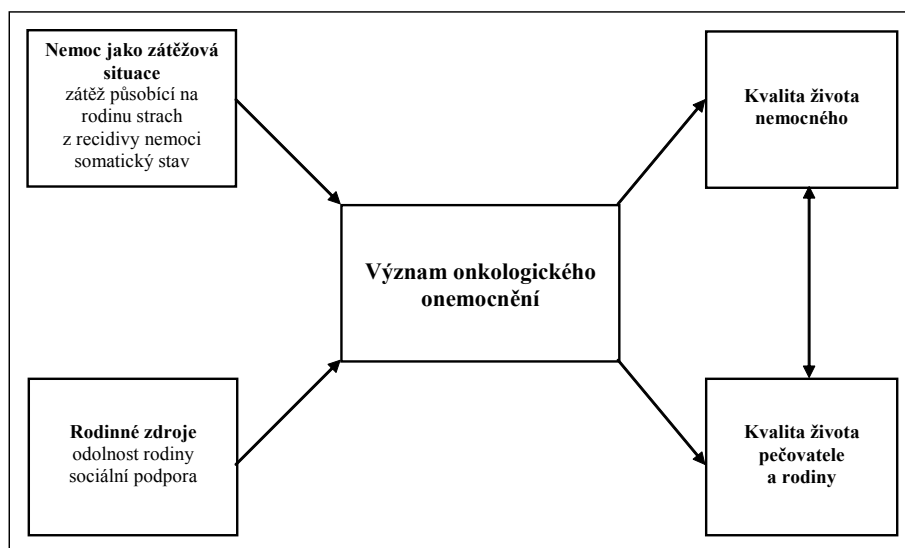 Nemoc jako zátěžová
situace
zátěž působící na
rodinu strach
z recidivy nemoci
somatický stav
Kvalita života
nemocného
Význam onkologického
onemocnění
Rodinné zdroje
odolnost rodiny
sociální podpora
Kvalita života
pečovatele
a rodiny